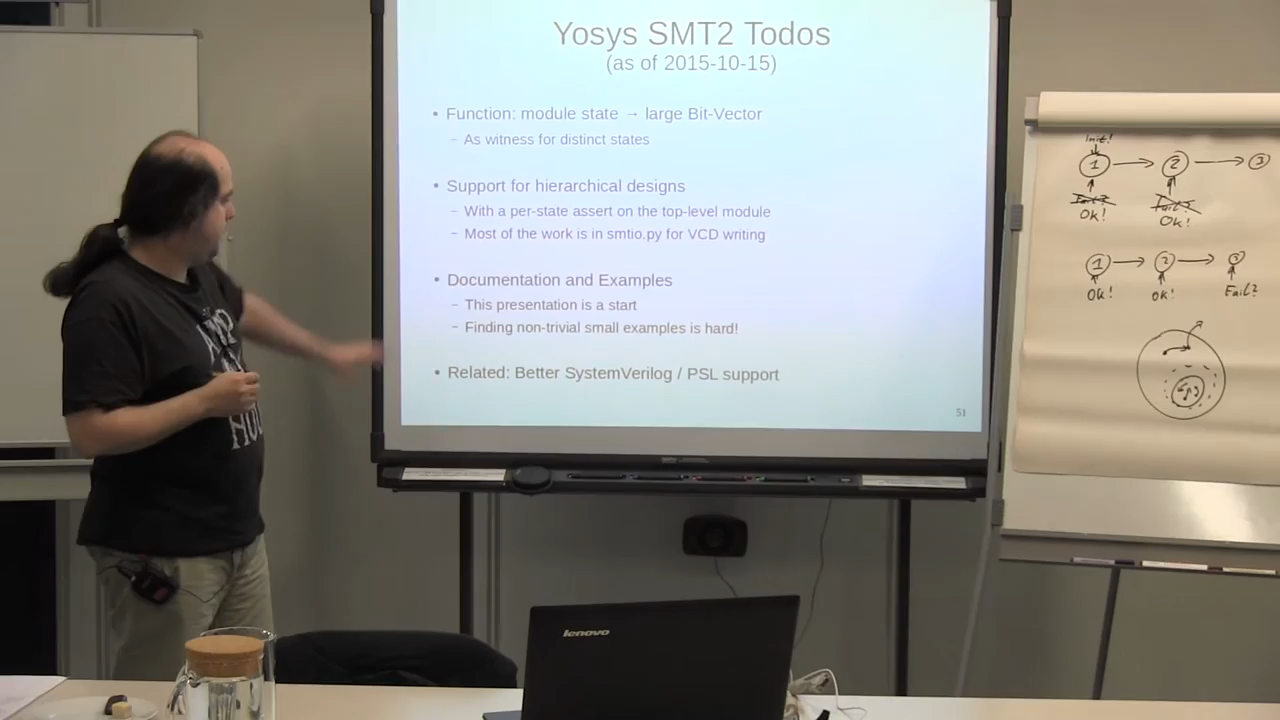 Yosys SMT2 Todos
(as of 2015-10-15)
• Function: module state → large Bit-Vector
– As witness for distinct states
• Support for hierarchical designs
– With a per-state assert on the top-level module
– Most of the work is in smtio.py for VCD writing
• Documentation and Examples
– This presentation is a start
– Finding non-trivial small examples is hard!
• Related: Better SystemVerilog / PSL support
51
Init!
1 → 2 → 3
Fail? Fail?
Ok! Ok!
1 → 2 → 3
Ok! Ok! Fail?
lenovo